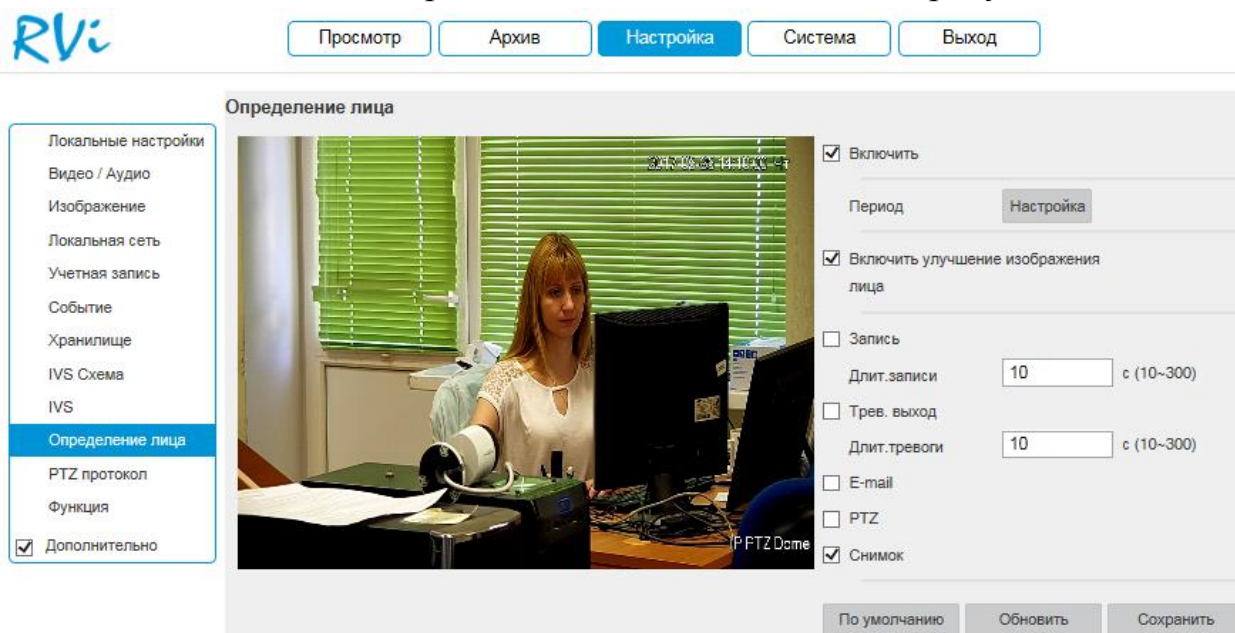 RVi
Просмотр
Архив
Настройка
Система
Выход
Определение лица
Локальные настройки
Видео / Аудио
Изображение
Локальная сеть
Учетная запись
Событие
Хранилище
IVS Схема
IVS
Определение лица
PTZ протокол
Функция
Дополнительно
IP PTZ Dome
Включить
Период
Настройка
Включить улучшение изображения
лица
Запись
Длит.записи 10 с (10~300)
Трев. выход
Длит.тревоги 10 с (10~300)
E-mail
PTZ
Снимок
По умолчанию
Обновить
Сохранить